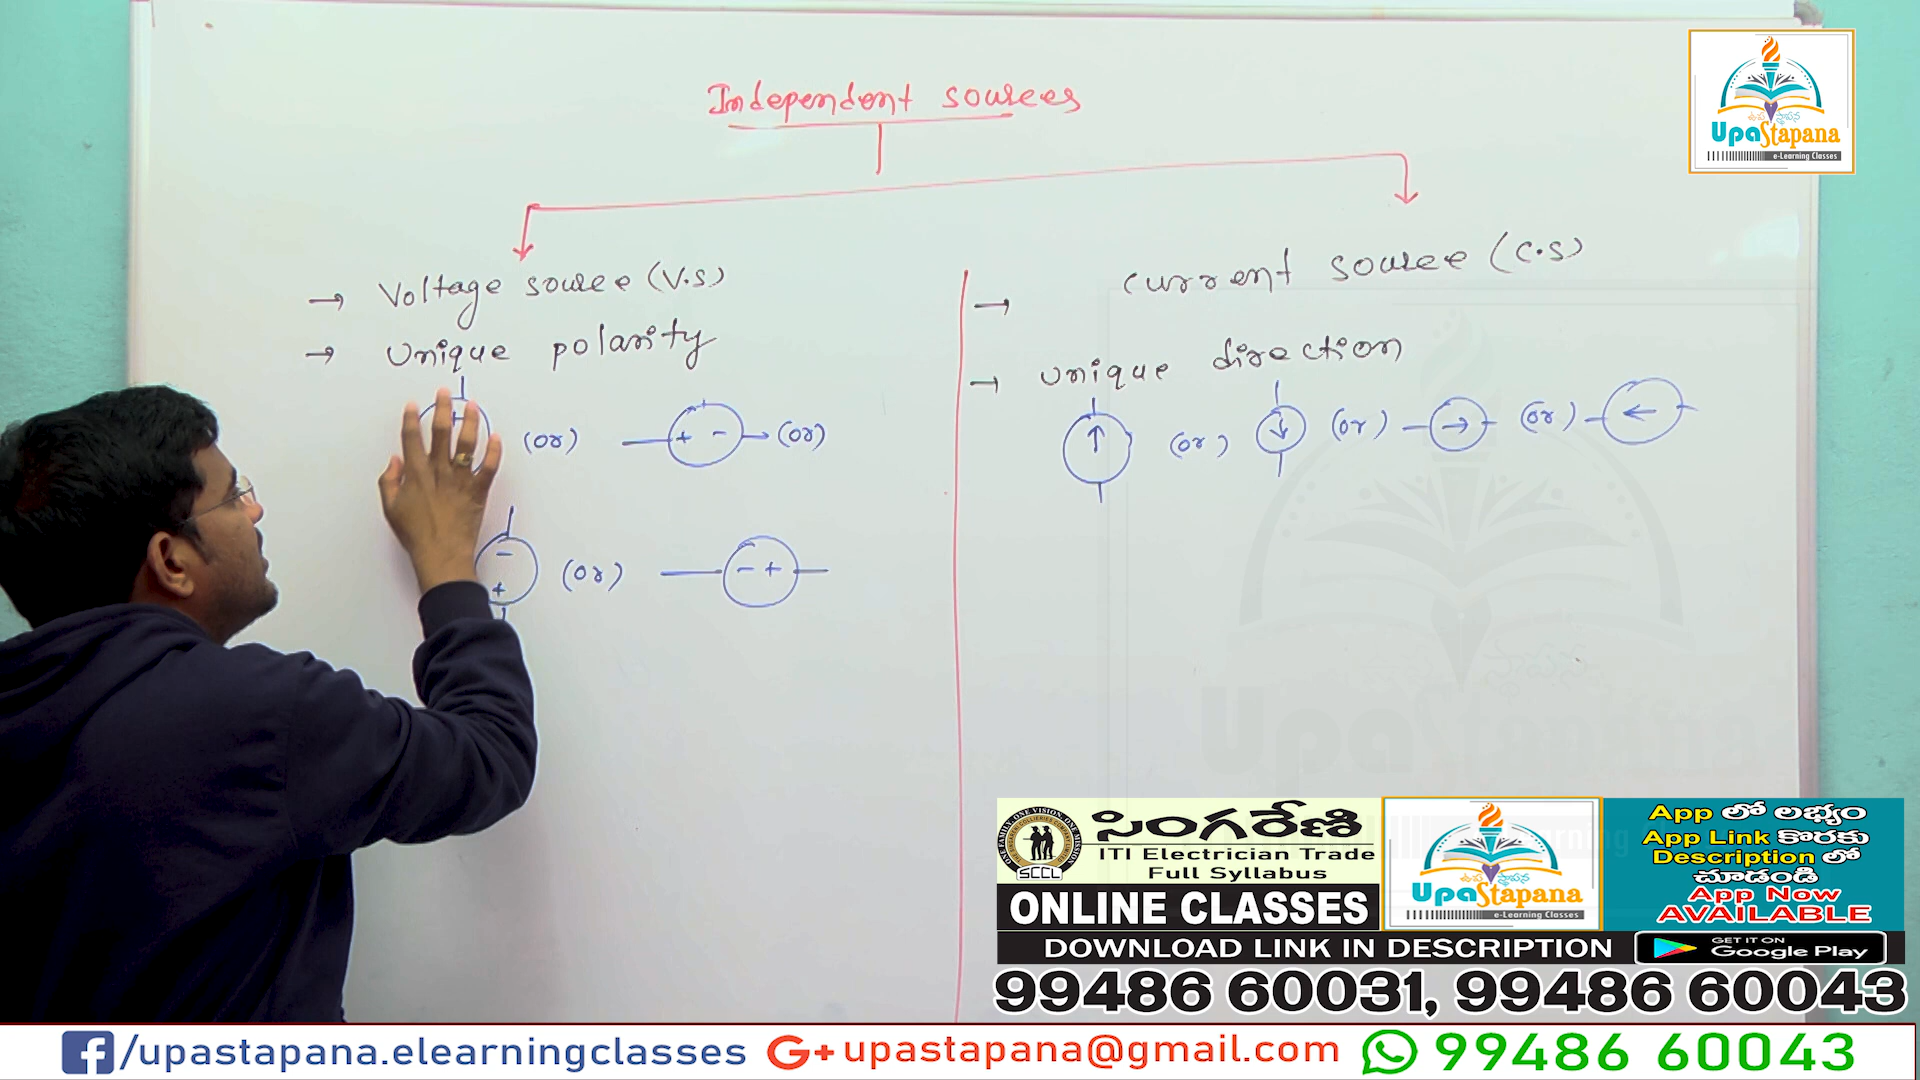 Independent sources
→ Voltage source (V.S)
→ Unique polarity
(or)
+ -
(or)
-
+
(or)
- +
→ current source (C.S)
→ unique direction
↑ (or) ↓ (or) → (or) ←
UpaStapana
e-Learning Classes
సింగరేణి
ITI Electrician Trade
Full Syllabus
SCCL
ONLINE CLASSES
ఉపస్థాపన
UpaStapana
e-Learning Classes
App లో లభ్యం
App Link కొరకు
Description లో
చూడండి
App Now
AVAILABLE
DOWNLOAD LINK IN DESCRIPTION
GET IT ON
Google Play
99486 60031, 99486 60043
/upastapana.elearningclasses
G+ upastapana@gmail.com
99486 60043